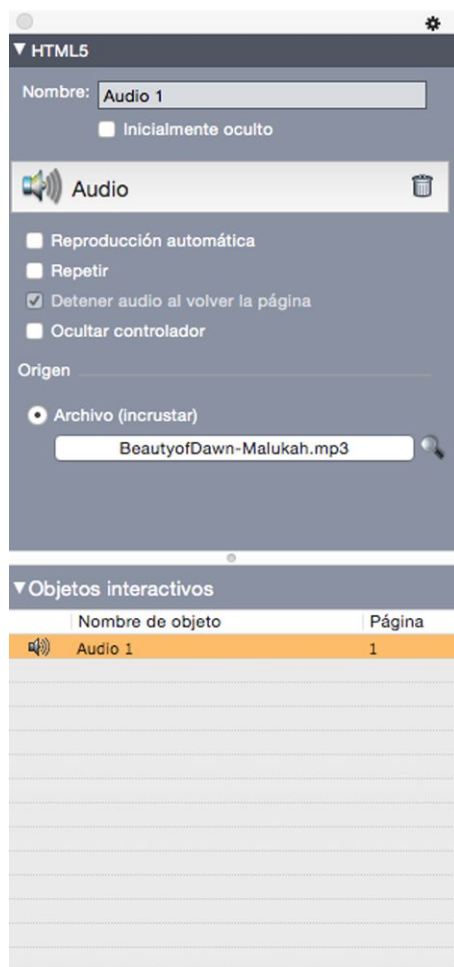 HTML5
Nombre: Audio 1
Inicialmente oculto
Audio
Reproducción automática
Repetir
Detener audio al volver la página
Ocultar controlador
Origen
Archivo (incrustar)
BeautyofDawn-Malukah.mp3
Objetos interactivos
Nombre de objeto Página
Audio 1 1